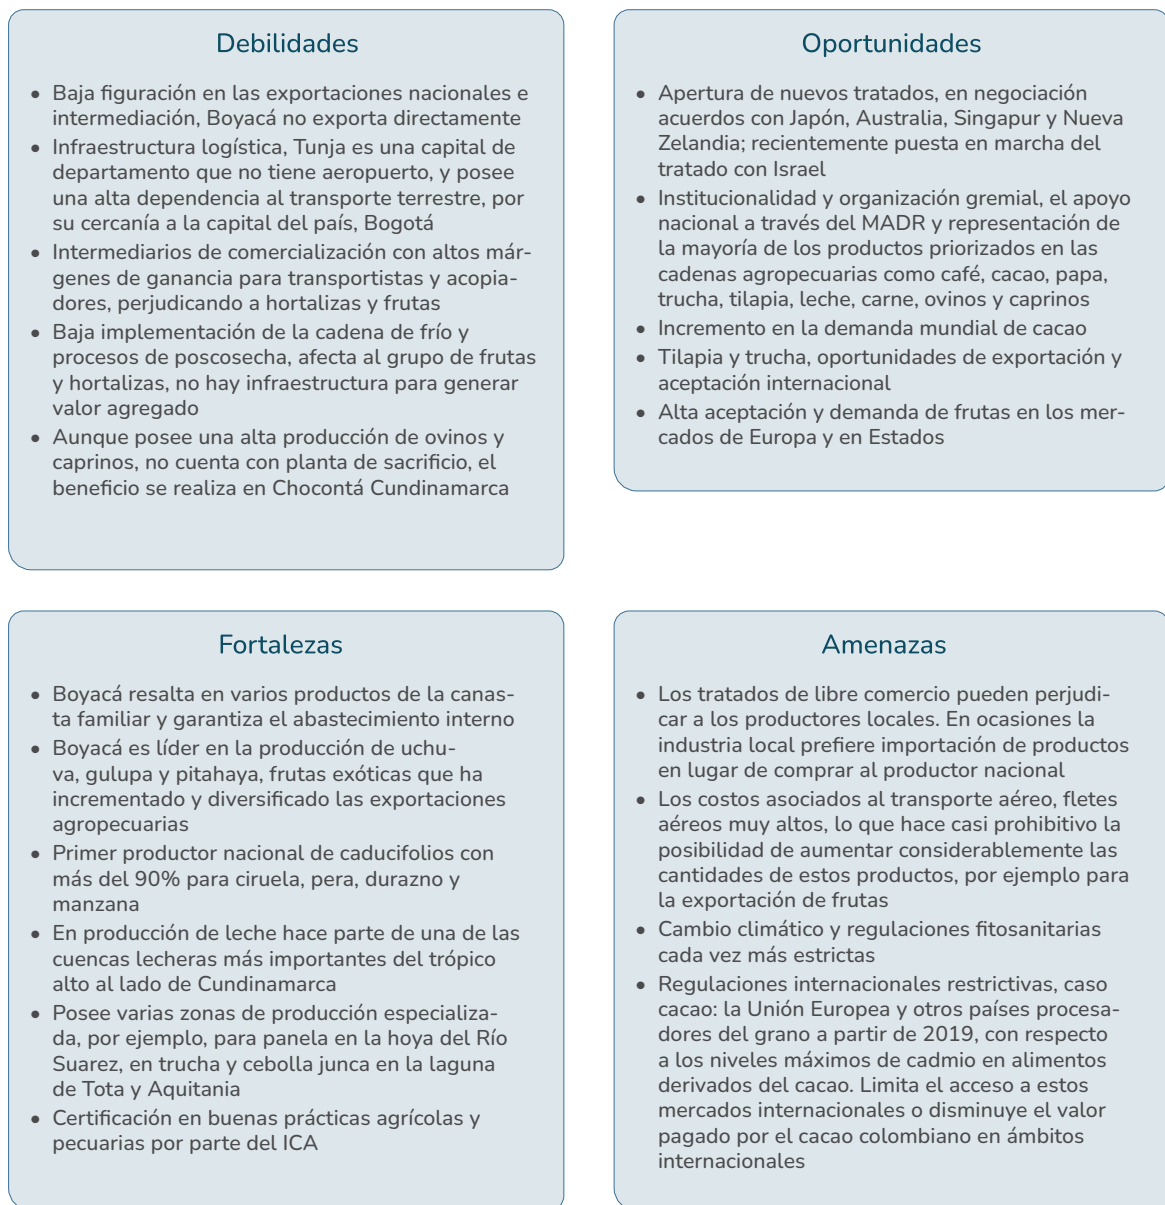 Debilidades
• Baja figuración en las exportaciones nacionales e
intermediación, Boyacá no exporta directamente
• Infraestructura logística, Tunja es una capital de
departamento que no tiene aeropuerto, y posee
una alta dependencia al transporte terrestre, por
su cercanía a la capital del país, Bogotá
• Intermediarios de comercialización con altos már-
genes de ganancia para transportistas y acopia-
dores, perjudicando a hortalizas y frutas
• Baja implementación de la cadena de frío y
procesos de poscosecha, afecta al grupo de frutas
y hortalizas, no hay infraestructura para generar
valor agregado
• Aunque posee una alta producción de ovinos y
caprinos, no cuenta con planta de sacrificio, el
beneficio se realiza en Chocontá Cundinamarca
Oportunidades
• Apertura de nuevos tratados, en negociación
acuerdos con Japón, Australia, Singapur y Nueva
Zelandia; recientemente puesta en marcha del
tratado con Israel
• Institucionalidad y organización gremial, el apoyo
nacional a través del MADR y representación de
la mayoría de los productos priorizados en las
cadenas agropecuarias como café, cacao, papa,
trucha, tilapia, leche, carne, ovinos y caprinos
• Incremento en la demanda mundial de cacao
• Tilapia y trucha, oportunidades de exportación y
aceptación internacional
• Alta aceptación y demanda de frutas en los mer-
cados de Europa y en Estados
Fortalezas
• Boyacá resalta en varios productos de la canas-
ta familiar y garantiza el abastecimiento interno
• Boyacá es líder en la producción de uchu-
va, gulupa y pitahaya, frutas exóticas que ha
incrementado y diversificado las exportaciones
agropecuarias
• Primer productor nacional de caducifolios con
más del 90% para ciruela, pera, durazno y
manzana
• En producción de leche hace parte de una de las
cuencas lecheras más importantes del trópico
alto al lado de Cundinamarca
• Posee varias zonas de producción especializa-
da, por ejemplo, para panela en la hoya del Río
Suarez, en trucha y cebolla junca en la laguna
de Tota y Aquitania
• Certificación en buenas prácticas agrícolas y
pecuarias por parte del ICA
Amenazas
• Los tratados de libre comercio pueden perjudi-
car a los productores locales. En ocasiones la
industria local prefiere importación de productos
en lugar de comprar al productor nacional
• Los costos asociados al transporte aéreo, fletes
aéreos muy altos, lo que hace casi prohibitivo la
posibilidad de aumentar considerablemente las
cantidades de estos productos, por ejemplo para
la exportación de frutas
• Cambio climático y regulaciones fitosanitarias
cada vez más estrictas
• Regulaciones internacionales restrictivas, caso
cacao: la Unión Europea y otros países procesa-
dores del grano a partir de 2019, con respecto
a los niveles máximos de cadmio en alimentos
derivados del cacao. Limita el acceso a estos
mercados internacionales o disminuye el valor
pagado por el cacao colombiano en ámbitos
internacionales